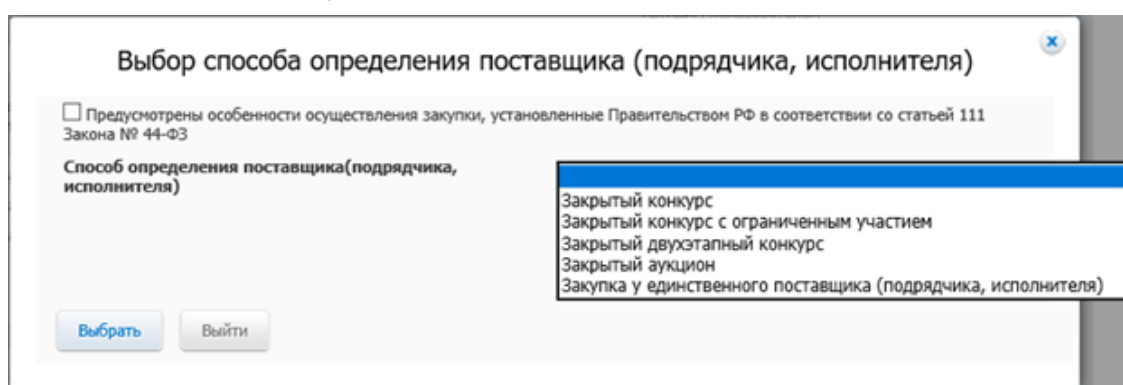 Выбор способа определения поставщика (подрядчика, исполнителя)
x
Предусмотрены особенности осуществления закупки, установленные Правительством РФ в соответствии со статьей 111
Закона № 44-ФЗ
Способ определения поставщика(подрядчика,
исполнителя)
Закрытый конкурс
Закрытый конкурс с ограниченным участием
Закрытый двухэтапный конкурс
Закрытый аукцион
Закупка у единственного поставщика (подрядчика, исполнителя)
Выбрать Выйти